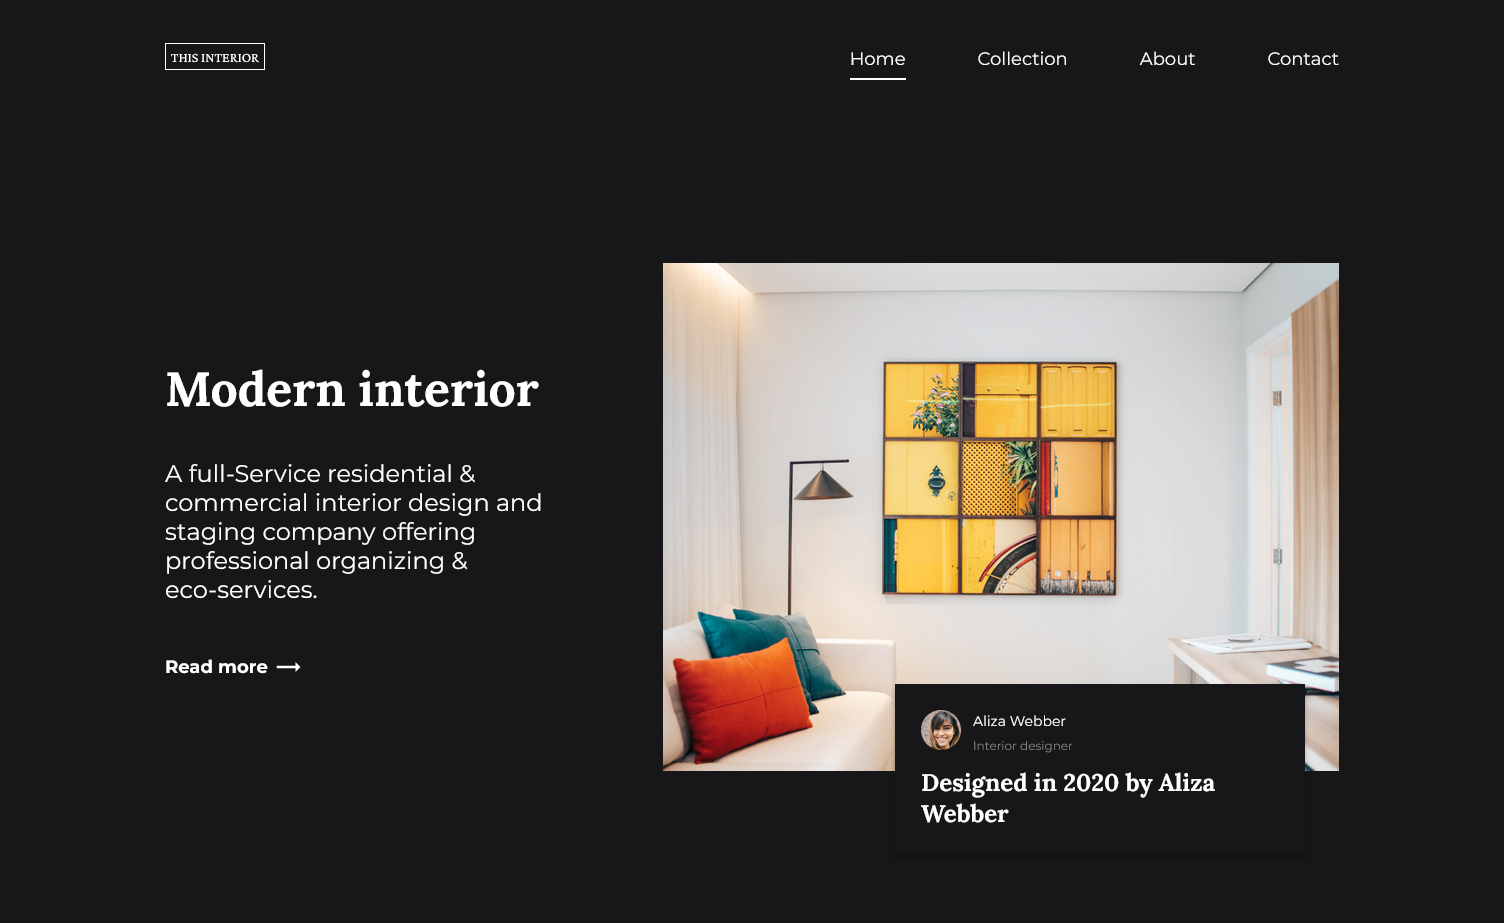 THIS INTERIOR
Home Collection About Contact
Modern interior
A full-Service residential &
commercial interior design and
staging company offering
professional organizing &
eco-services.
Read more
Aliza Webber
Interior designer
Designed in 2020 by Aliza
Webber